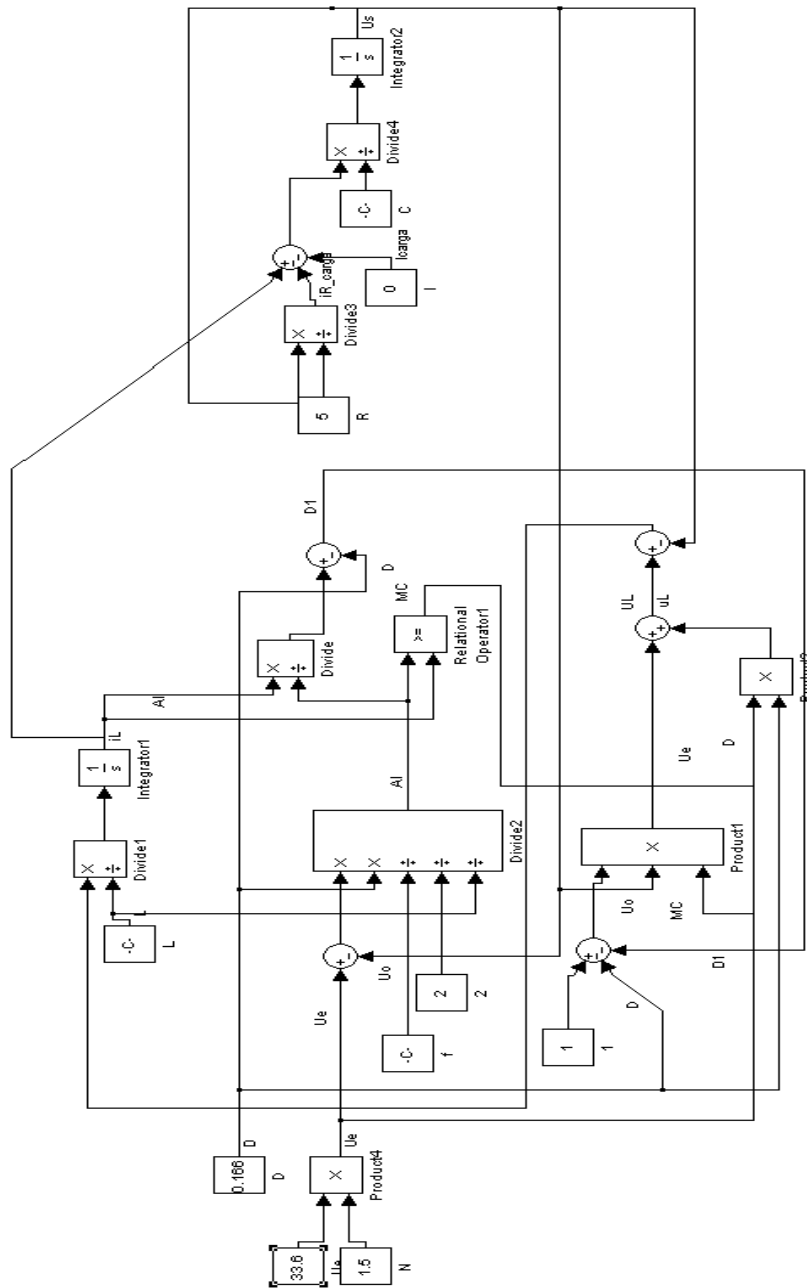 33.6
Ue
1.5
N
X
Product4
Ue
0.166
D
D
-C-
L
L
X
÷
Divide1
1
s
Integrator1
iL
ΔI
Ue
Uo
-C-
f
2
2
X
X
÷
÷
÷
Divide2
ΔI
X
÷
Divide
+
-
D1
D
>=
Relational
Operator1
MC
1
1
D
D1
+
-
-
Uo
MC
X
Product1
Ue
D
X
+
+
UL
uL
+
-
5
R
X
÷
Divide3
iR_carga
0
I
Icarga
+
-
-
-C-
C
X
÷
Divide4
1
s
Integrator2
Us